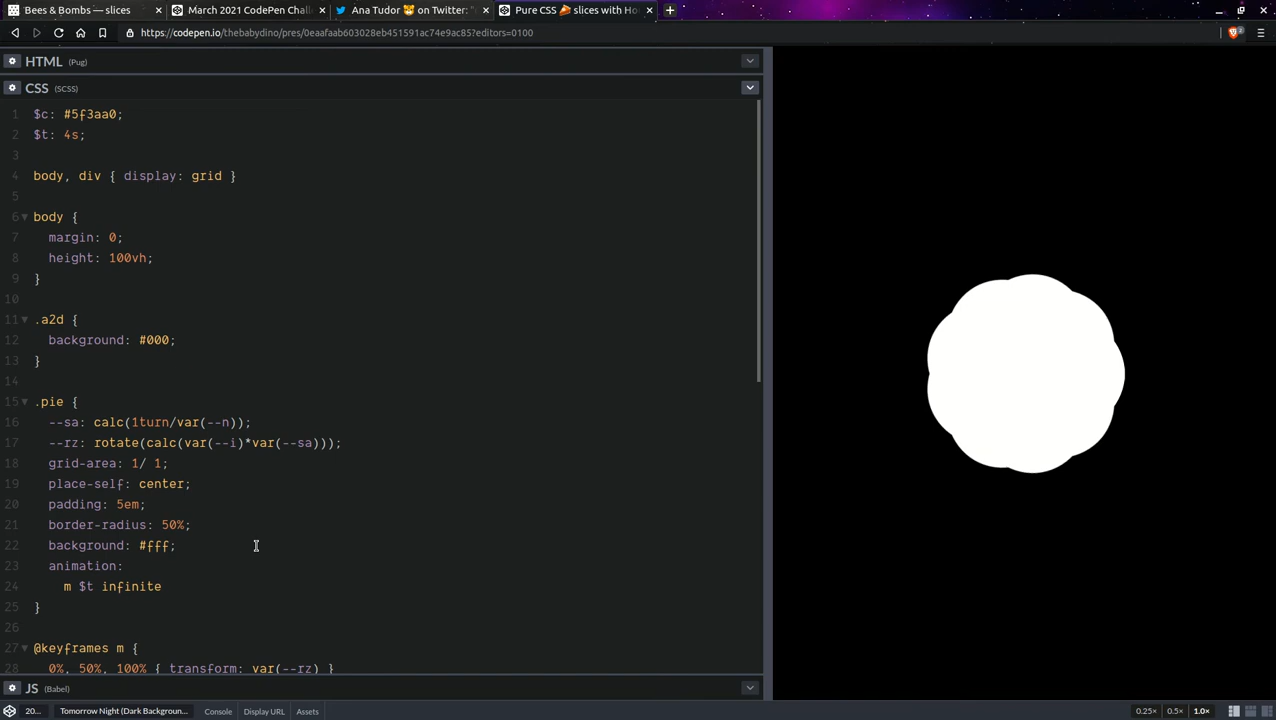 Bees & Bombs — slices
March 2021 CodePen Chall
Ana Tudor 🐯 on Twitter: "
Pure CSS 🍰 slices with Ho
https://codepen.io/thebabydino/pres/0eaafaab603028eb451591ac74e9ac85?editors=0100
2
HTML (Pug)
CSS (SCSS)
1 $c: #5f3aa0;
2 $t: 4s;
3
4 body, div { display: grid }
5
6 body {
7 margin: 0;
8 height: 100vh;
9 }
10
11 .a2d {
12 background: #000;
13 }
14
15 .pie {
16 --sa: calc(1turn/var(--n));
17 --rz: rotate(calc(var(--i)*var(--sa)));
18 grid-area: 1/ 1;
19 place-self: center;
20 padding: 5em;
21 border-radius: 50%;
22 background: #fff;
23 animation:
24 m $t infinite
25 }
26
27 @keyframes m {
28 0%, 50%, 100% { transform: var(--rz) }
JS (Babel)
20... Tomorrow Night (Dark Backgroun... Console Display URL Assets 0.25× 0.5× 1.0×